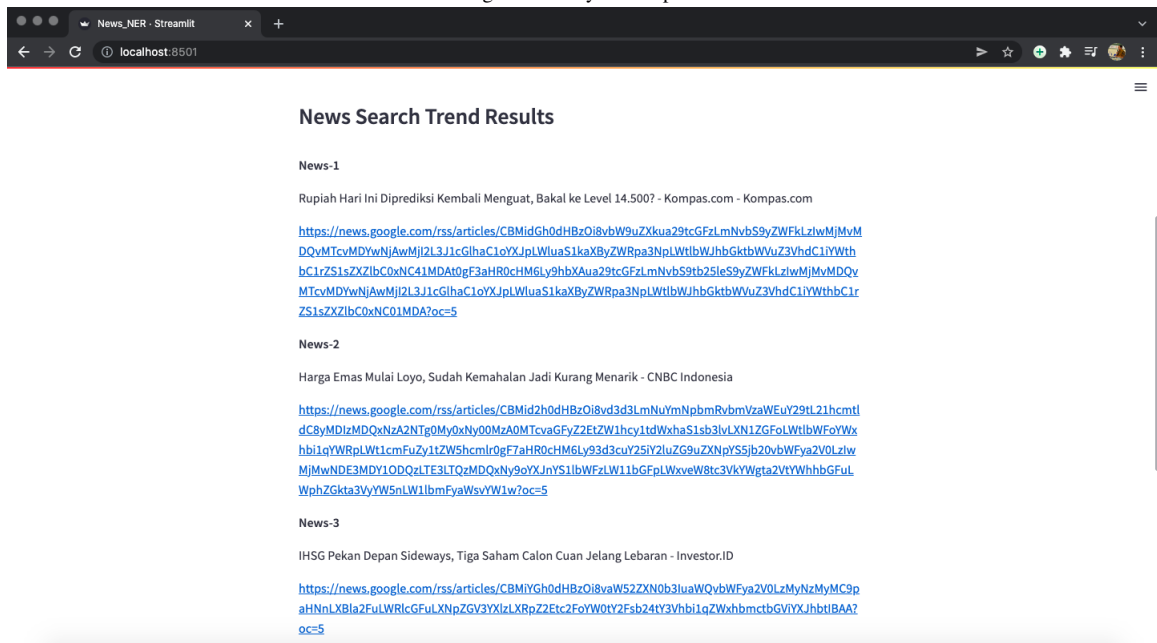 News_NER · Streamlit
localhost:8501
News Search Trend Results
News-1
Rupiah Hari Ini Diprediksi Kembali Menguat, Bakal ke Level 14.500? - Kompas.com - Kompas.com
https://news.google.com/rss/articles/CBMidGh0dHBzOi8vbW9uZXkua29tcGFzLmNvbS9yZWFkLzIwMjMvM
DQvMTcvMDYwNjAwMjI2L3J1cGlhaC1oYXJpLWluaS1kaXByZWRpa3NpLWtlbWJhbGktbWVuZ3VhdC1iYWth
bC1rZS1sZXZlbC0xNC41MDAt0gF3aHR0cHM6Ly9hbXAua29tcGFzLmNvbS9tb25leS9yZWFkLzIwMjMvMDQv
MTcvMDYwNjAwMjI2L3J1cGlhaC1oYXJpLWluaS1kaXByZWRpa3NpLWtlbWJhbGktbWVuZ3VhdC1iYWthbC1r
ZS1sZXZlbC0xNC01MDA?oc=5
News-2
Harga Emas Mulai Loyo, Sudah Kemahalan Jadi Kurang Menarik - CNBC Indonesia
https://news.google.com/rss/articles/CBMid2h0dHBzOi8vd3d3LmNuYmNpbmRvbmVzaWEuY29tL21hcmtl
dC8yMDIzMDQxNzA2NTg0My0xNy00MzA0MTcvaGFyZ2EtZW1hcy1tdWxhaS1sb3lvLXN1ZGFoLWtlbWFoYWx
hbi1qYWRpLWt1cmFuZy1tZW5hcmlr0gF7aHR0cHM6Ly93d3cuY25iY2luZG9uZXNpYS5jb20vbWFya2V0LzIw
MjMwNDE3MDY1ODQzLTE3LTQzMDQxNy9oYXJnYS1lbWFzLW11bGFpLWxveW8tc3VkYWgta2VtYWhhbGFuL
WphZGkta3VyYW5nLW1lbmFyaWsvYW1w?oc=5
News-3
IHSG Pekan Depan Sideways, Tiga Saham Calon Cuan Jelang Lebaran - Investor.ID
https://news.google.com/rss/articles/CBMiYGh0dHBzOi8vaW52ZXN0b3IuaWQvbWFya2V0LzMyNzMyMC9p
aHNnLXBla2FuLWRlcGFuLXNpZGV3YXlzLXRpZ2Etc2FoYW0tY2Fsb24tY3Vhbi1qZWxhbmctbGViYXJhbtIBAA?
oc=5